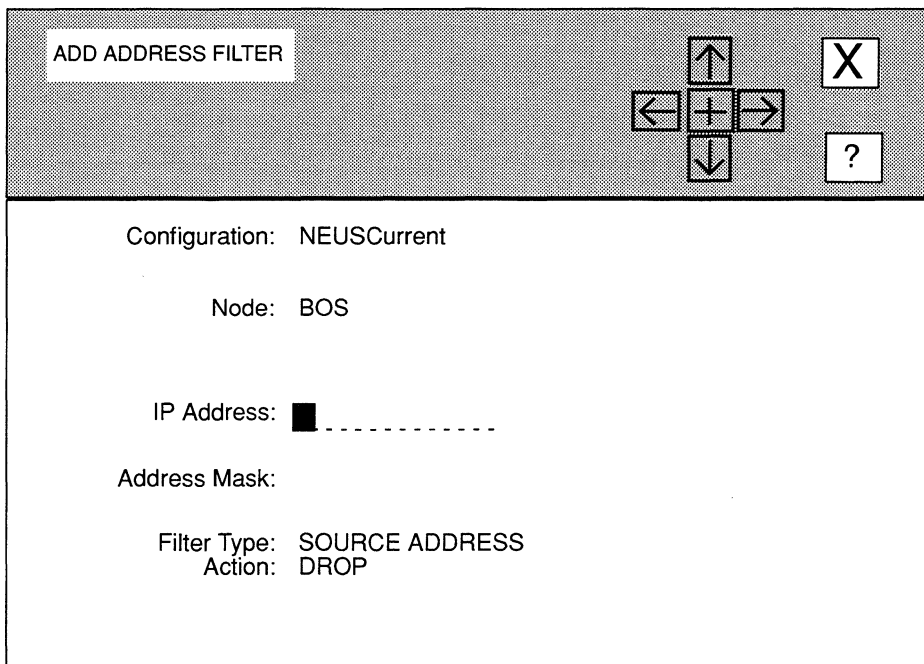 ADD ADDRESS FILTER
X
?
Configuration: NEUSCurrent
Node: BOS
IP Address:
Address Mask:
Filter Type: SOURCE ADDRESS
Action: DROP